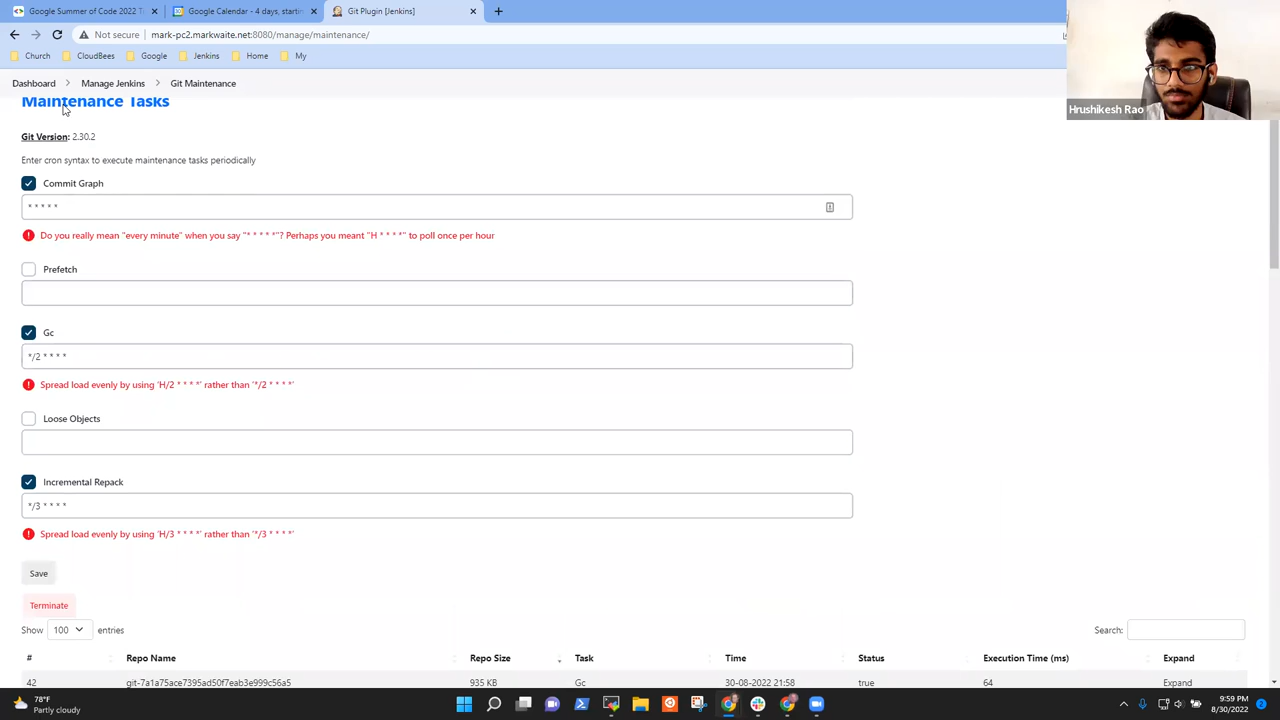 Google Summer of Code 2022 T
Google Calendar - 4 days, startin
Git Plugin [Jenkins]
Not secure
mark-pc2.markwaite.net:8080/manage/maintenance/
Church
CloudBees
Google
Jenkins
Home
My
Dashboard
Manage Jenkins
Git Maintenance
Hrushikesh Rao
Maintenance Tasks
Git Version: 2.30.2
Enter cron syntax to execute maintenance tasks periodically
Commit Graph
* * * * *
Do you really mean "every minute" when you say "* * * * *"? Perhaps you meant "H * * * *" to poll once per hour
Prefetch
Gc
*/2 * * * *
Spread load evenly by using 'H/2 * * * *' rather than '*/2 * * * *'
Loose Objects
Incremental Repack
*/3 * * * *
Spread load evenly by using 'H/3 * * * *' rather than '*/3 * * * *'
Save
Terminate
Show 100 entries
Search:
# Repo Name Repo Size Task Time Status Execution Time (ms) Expand
42 git-7a1a75ace7395ad50f7eab3e999c56a5 935 KB Gc 30-08-2022 21:58 true 64 Expand
78°F
Partly cloudy
9:59 PM
8/30/2022
2